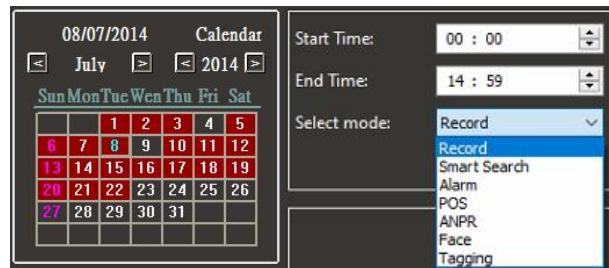 08/07/2014 Calendar
< July > < 2014 >
Sun Mon Tue Wen Thu Fri Sat
1 2 3 4 5
6 7 8 9 10 11 12
13 14 15 16 17 18 19
20 21 22 23 24 25 26
27 28 29 30 31
Start Time: 00 : 00
End Time: 14 : 59
Select mode: Record
Record
Smart Search
Alarm
POS
ANPR
Face
Tagging